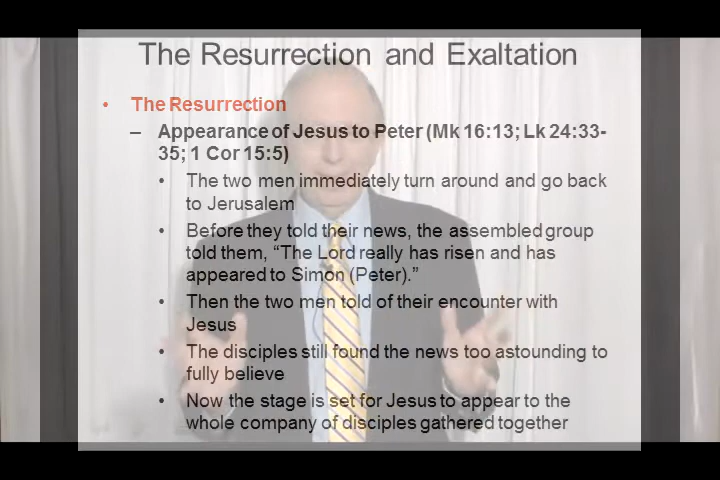 The Resurrection and Exaltation
• The Resurrection
– Appearance of Jesus to Peter (Mk 16:13; Lk 24:33-
35; 1 Cor 15:5)
• The two men immediately turn around and go back
to Jerusalem
• Before they told their news, the assembled group
told them, “The Lord really has risen and has
appeared to Simon (Peter).”
• Then the two men told of their encounter with
Jesus
• The disciples still found the news too astounding to
fully believe
• Now the stage is set for Jesus to appear to the
whole company of disciples gathered together